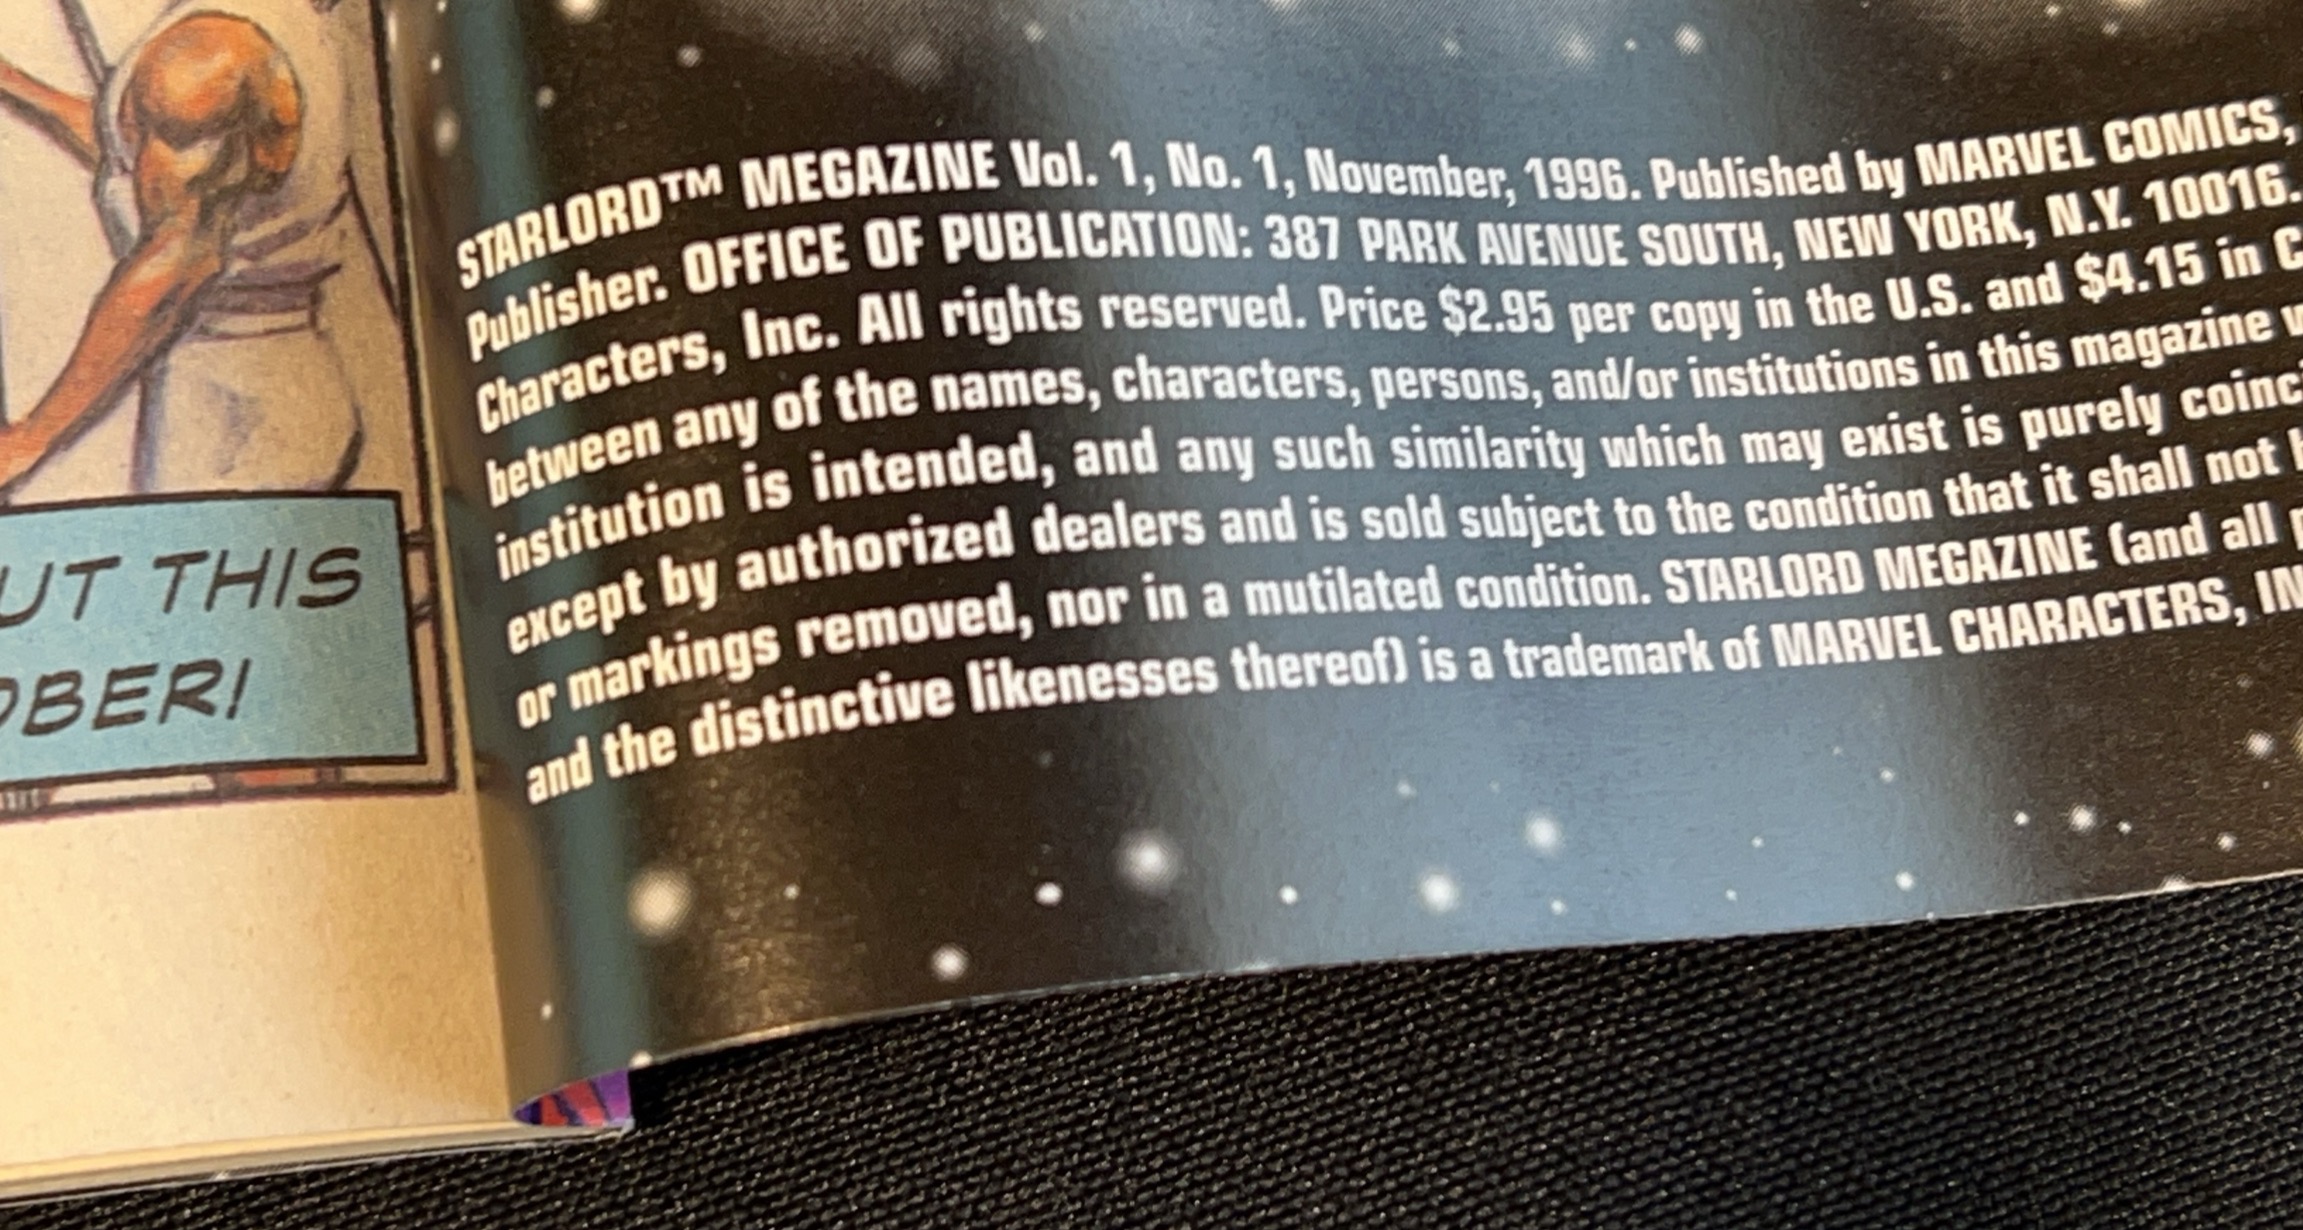 UT THIS
OBER!
STARLORD™ MEGAZINE Vol. 1, No. 1, November, 1996. Published by MARVEL COMICS,
Publisher. OFFICE OF PUBLICATION: 387 PARK AVENUE SOUTH, NEW YORK, N.Y. 10016.
Characters, Inc. All rights reserved. Price $2.95 per copy in the U.S. and $4.15 in C
between any of the names, characters, persons, and/or institutions in this magazine w
institution is intended, and any such similarity which may exist is purely coinci
except by authorized dealers and is sold subject to the condition that it shall not b
or markings removed, nor in a mutilated condition. STARLORD MEGAZINE (and all p
and the distinctive likenesses thereof) is a trademark of MARVEL CHARACTERS, IN